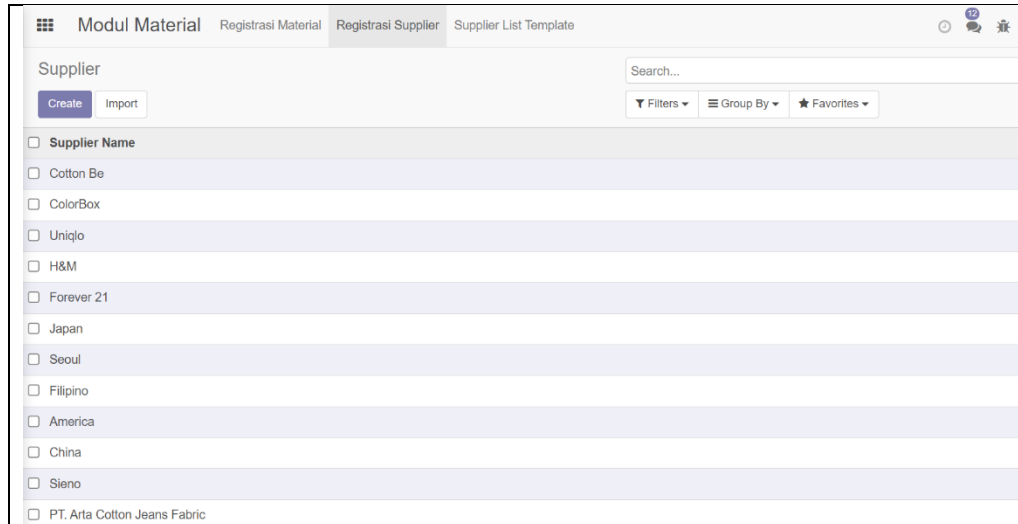 Modul Material Registrasi Material Registrasi Supplier Supplier List Template 12
Supplier Search...
Create Import Filters Group By Favorites
Supplier Name
Cotton Be
ColorBox
Uniqlo
H&M
Forever 21
Japan
Seoul
Filipino
America
China
Sieno
PT. Arta Cotton Jeans Fabric